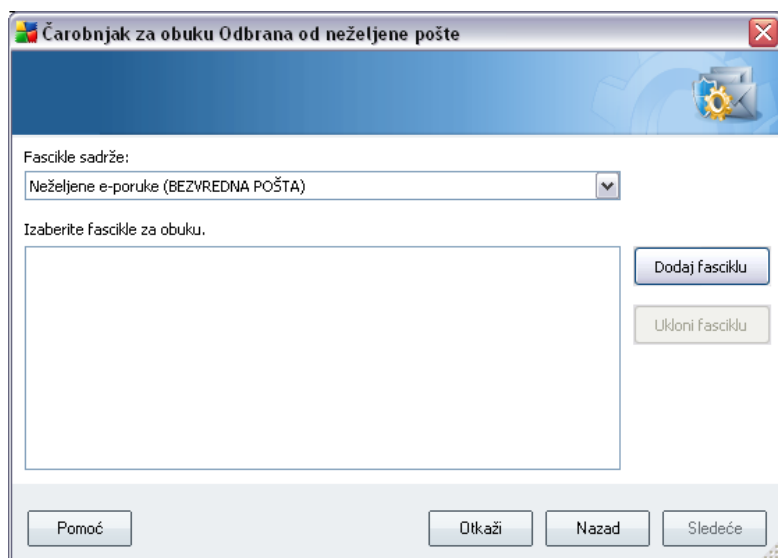 Čarobnjak za obuku Odbrana od neželjene pošte
Fascikle sadrže:
Neželjene e-poruke (BEZVREDNA POŠTA)
Izaberite fascikle za obuku.
Dodaj fasciklu
Ukloni fasciklu
Pomoć
Otkaži
Nazad
Sledeće